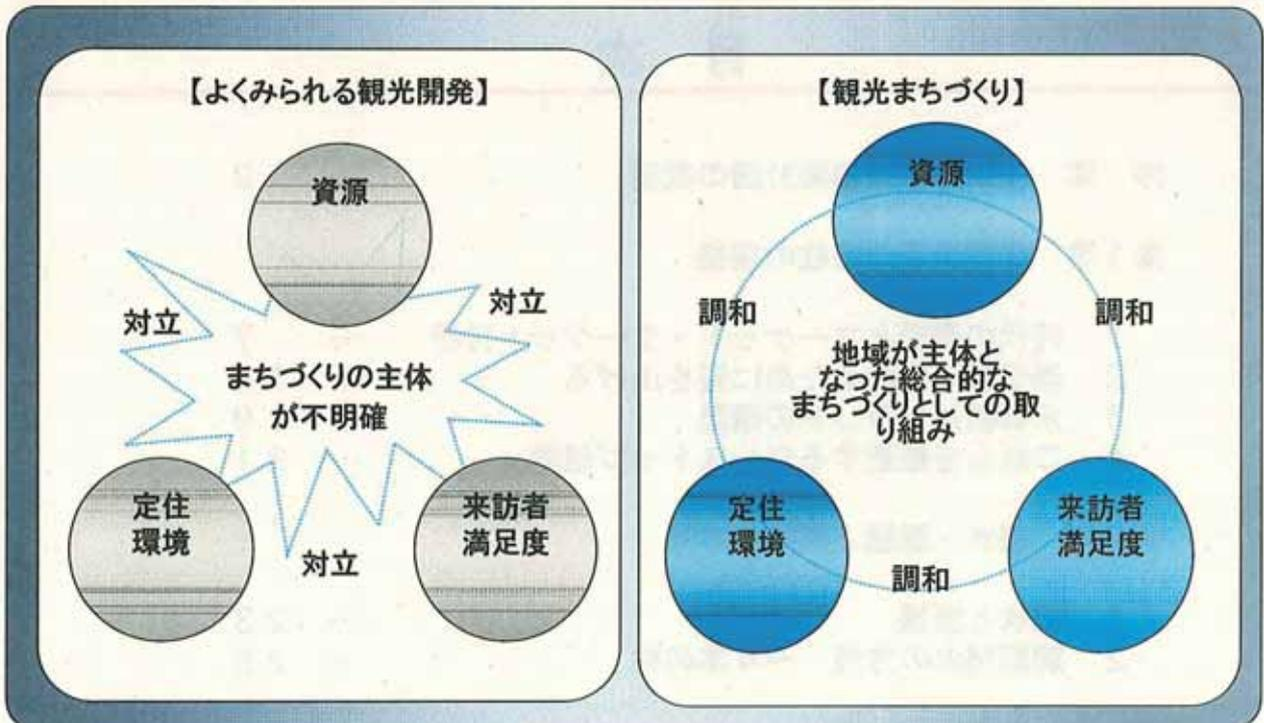 【よくみられる観光開発】
資源
対立
対立
まちづくりの主体
が不明確
定住
環境
来訪者
満足度
対立
【観光まちづくり】
資源
調和
調和
地域が主体と
なった総合的な
まちづくりとしての取
り組み
定住
環境
来訪者
満足度
調和